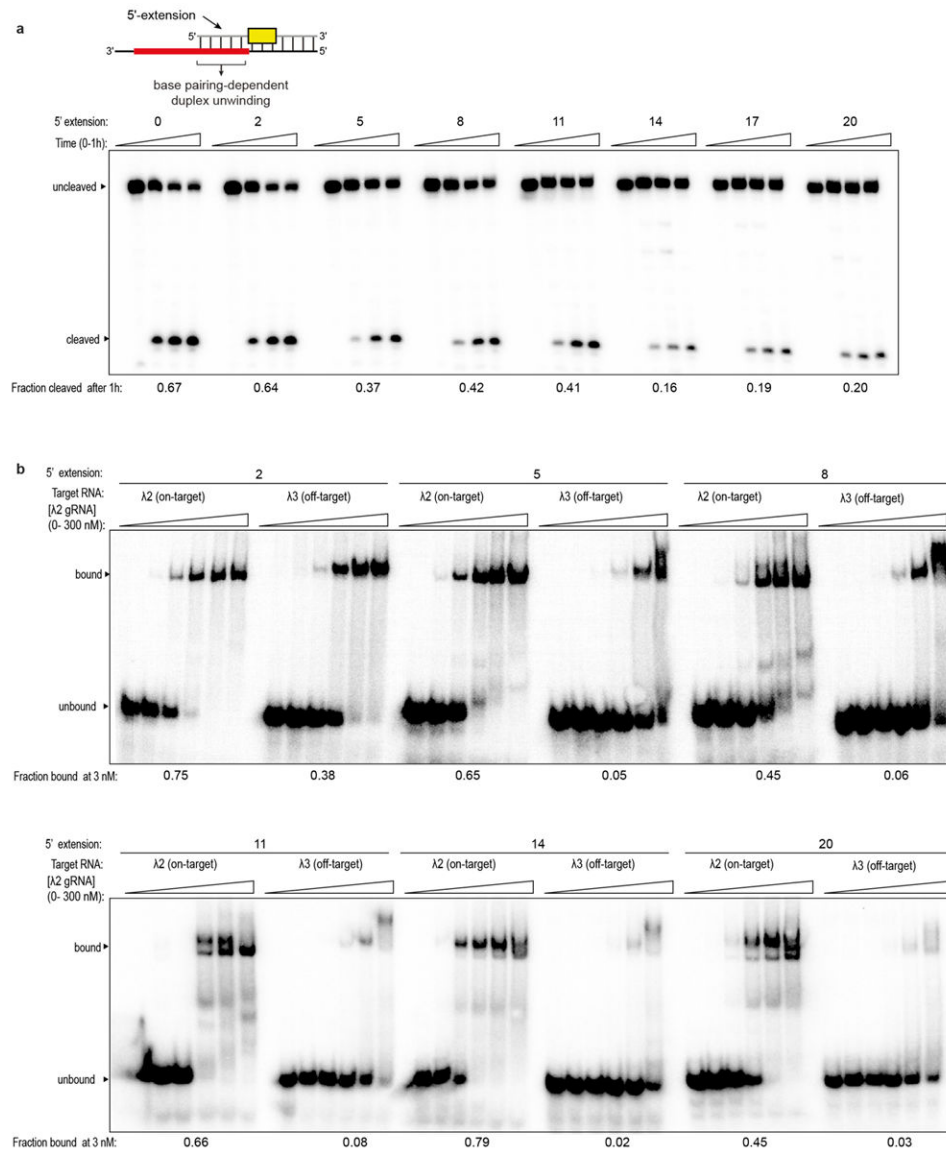 a
5'-extension
5' 3'
3' 5'
base pairing-dependent
duplex unwinding
5' extension: 0 2 5 8 11 14 17 20
Time (0-1h):
uncleaved
cleaved
Fraction cleaved after 1h: 0.67 0.64 0.37 0.42 0.41 0.16 0.19 0.20
b
5' extension: 2 5 8
Target RNA: λ2 (on-target) λ3 (off-target) λ2 (on-target) λ3 (off-target) λ2 (on-target) λ3 (off-target)
[λ2 gRNA]
(0- 300 nM):
bound
unbound
Fraction bound at 3 nM: 0.75 0.38 0.65 0.05 0.45 0.06
5' extension: 11 14 20
Target RNA: λ2 (on-target) λ3 (off-target) λ2 (on-target) λ3 (off-target) λ2 (on-target) λ3 (off-target)
[λ2 gRNA]
(0- 300 nM):
bound
unbound
Fraction bound at 3 nM: 0.66 0.08 0.79 0.02 0.45 0.03